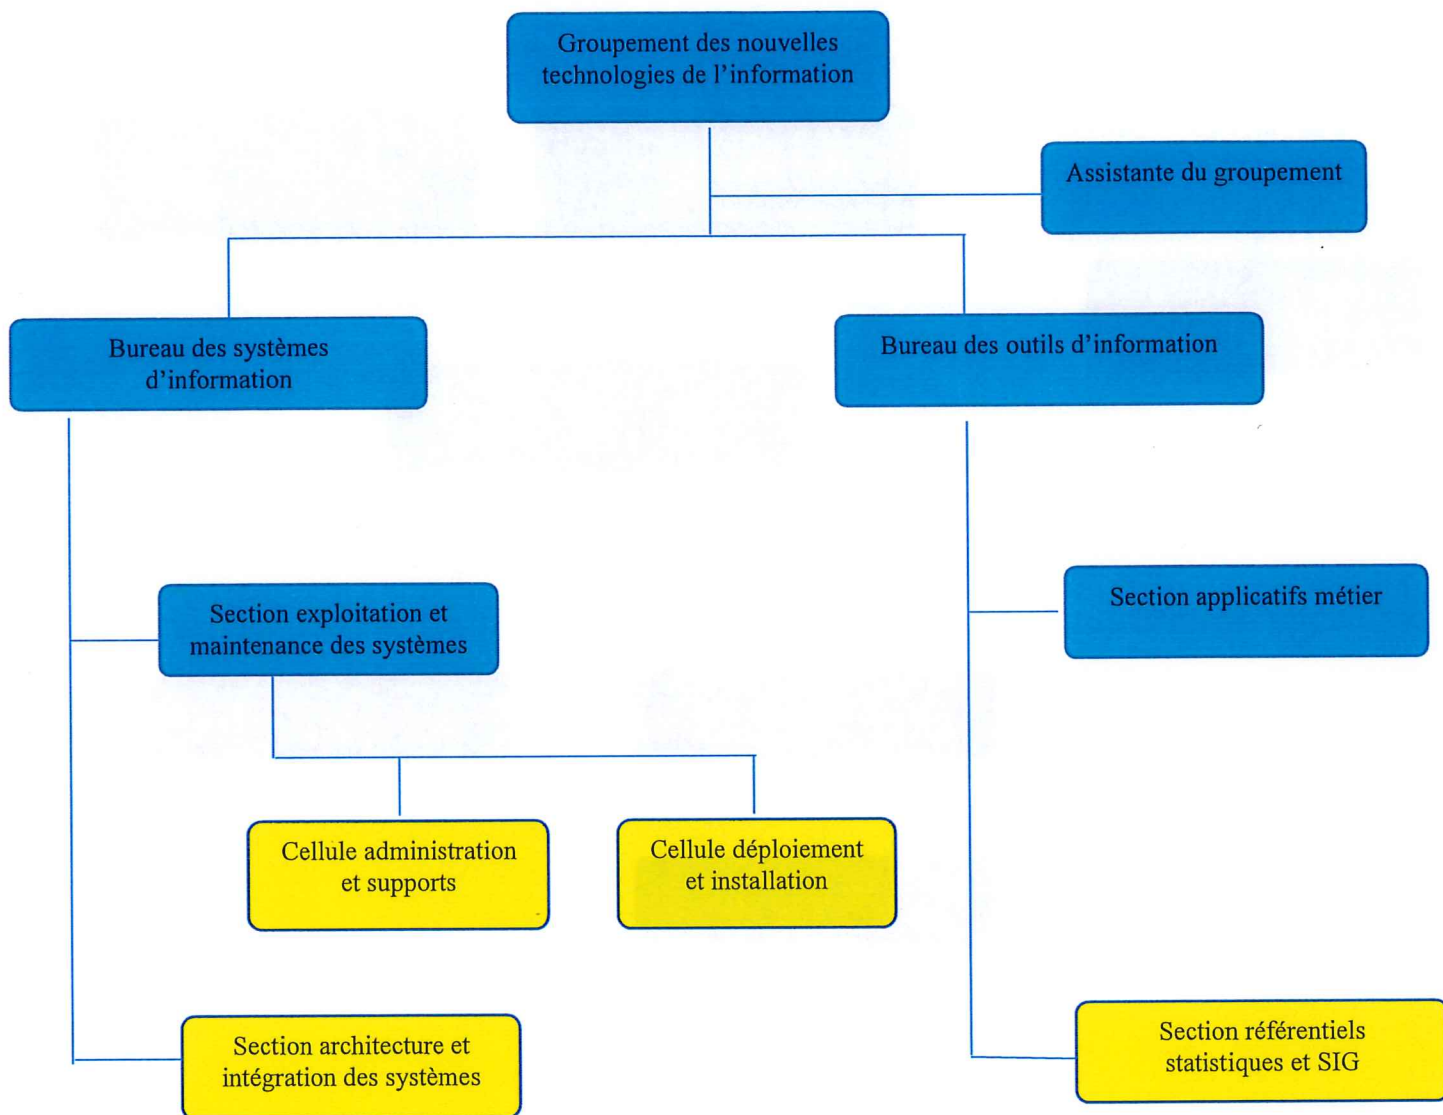 Groupement des nouvelles
technologies de l’information
Assistante du groupement
Bureau des systèmes
d’information
Bureau des outils d’information
Section exploitation et
maintenance des systèmes
Section applicatifs métier
Cellule administration
et supports
Cellule déploiement
et installation
Section architecture et
intégration des systèmes
Section référentiels
statistiques et SIG